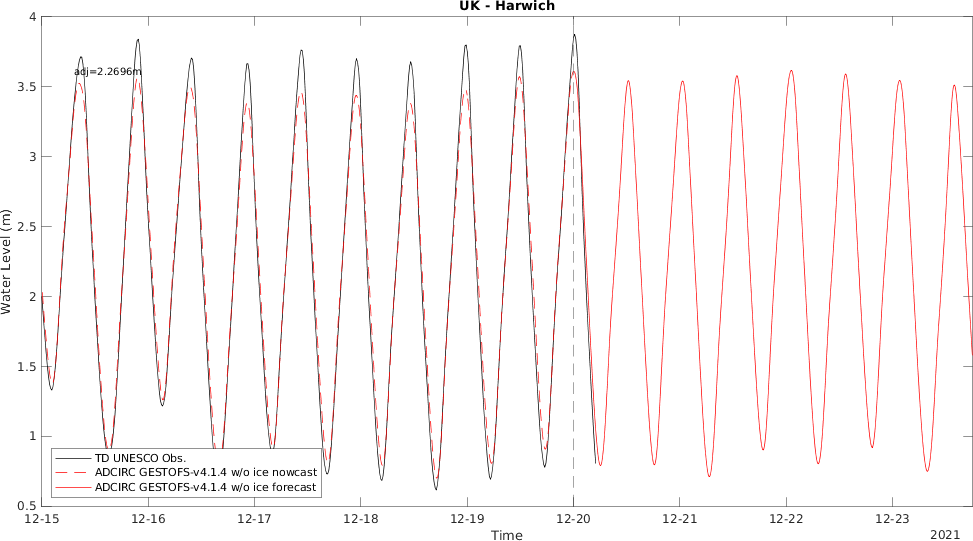 UK - Harwich
4
adj=2.2696m
3.5
3
2.5
2
1.5
1
0.5
Water Level (m)
TD UNESCO Obs.
ADCIRC GESTOFS-v4.1.4 w/o ice nowcast
ADCIRC GESTOFS-v4.1.4 w/o ice forecast
12-15
12-16
12-17
12-18
12-19
12-20
12-21
12-22
12-23
Time
2021